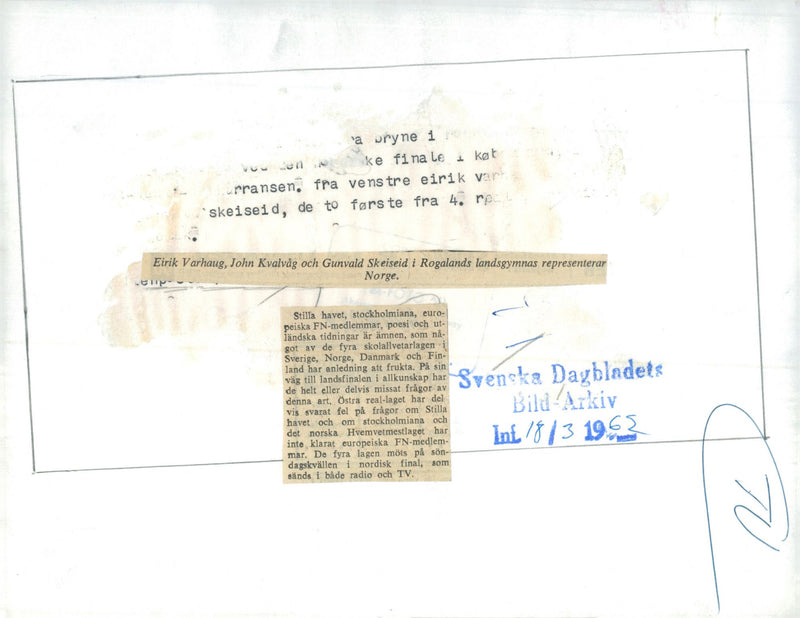 bryne i
finale i køt
rransen. fra venstre eirik var
skeiseid, de to første fra 4.
Eirik Varhaug, John Kvalvåg och Gunvald Skeiseid i Rogalands landsgymnas representerar
Norge.
Stilla havet, stockholmiana, euro-
peiska FN-medlemmar, poesi och ut-
ländska tidningar är ämnen, som nå-
got av de fyra skolallvetarlagen i
Sverige, Norge, Danmark och Fin-
land har anledning att frukta. På sin
väg till landsfinalen i allkunskap har
de helt eller delvis missat frågor av
denna art. Östra real-laget har del
vis svarat fel på frågor om Stilla
havet och om stockholmiana och
det norska Hvemvetmestlaget har
inte klarat europeiska FN-medlem-
mar. De fyra lagen möts på sön-
dagskvällen i nordisk final, som
sänds i både radio och TV.
Svenska Dagbladets
Bild-Arkiv
Inf. 18/3 1962